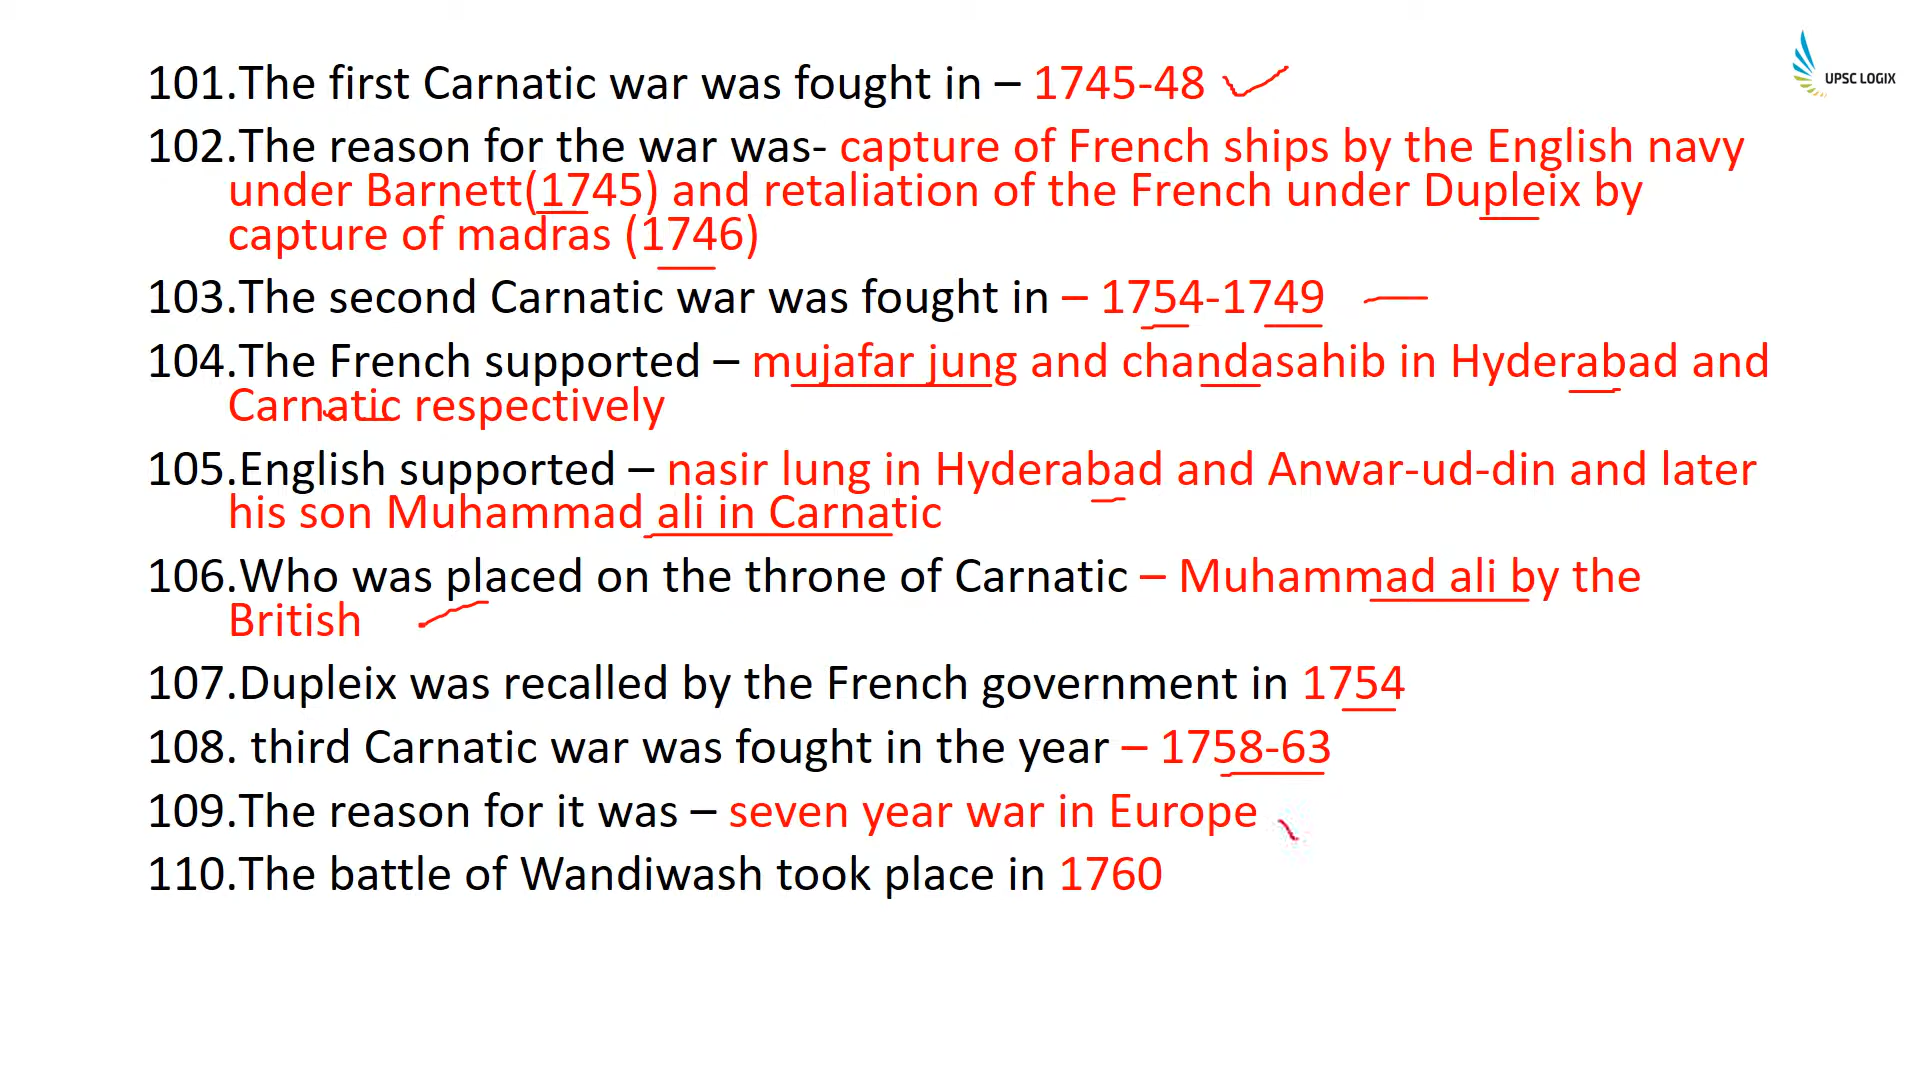 UPSC LOGIX
101.The first Carnatic war was fought in – 1745-48
102.The reason for the war was- capture of French ships by the English navy
under Barnett(1745) and retaliation of the French under Dupleix by
capture of madras (1746)
103.The second Carnatic war was fought in – 1754-1749
104.The French supported – mujafar jung and chandasahib in Hyderabad and
Carnatic respectively
105.English supported – nasir lung in Hyderabad and Anwar-ud-din and later
his son Muhammad ali in Carnatic
106.Who was placed on the throne of Carnatic – Muhammad ali by the
British
107.Dupleix was recalled by the French government in 1754
108. third Carnatic war was fought in the year – 1758-63
109.The reason for it was – seven year war in Europe
110.The battle of Wandiwash took place in 1760